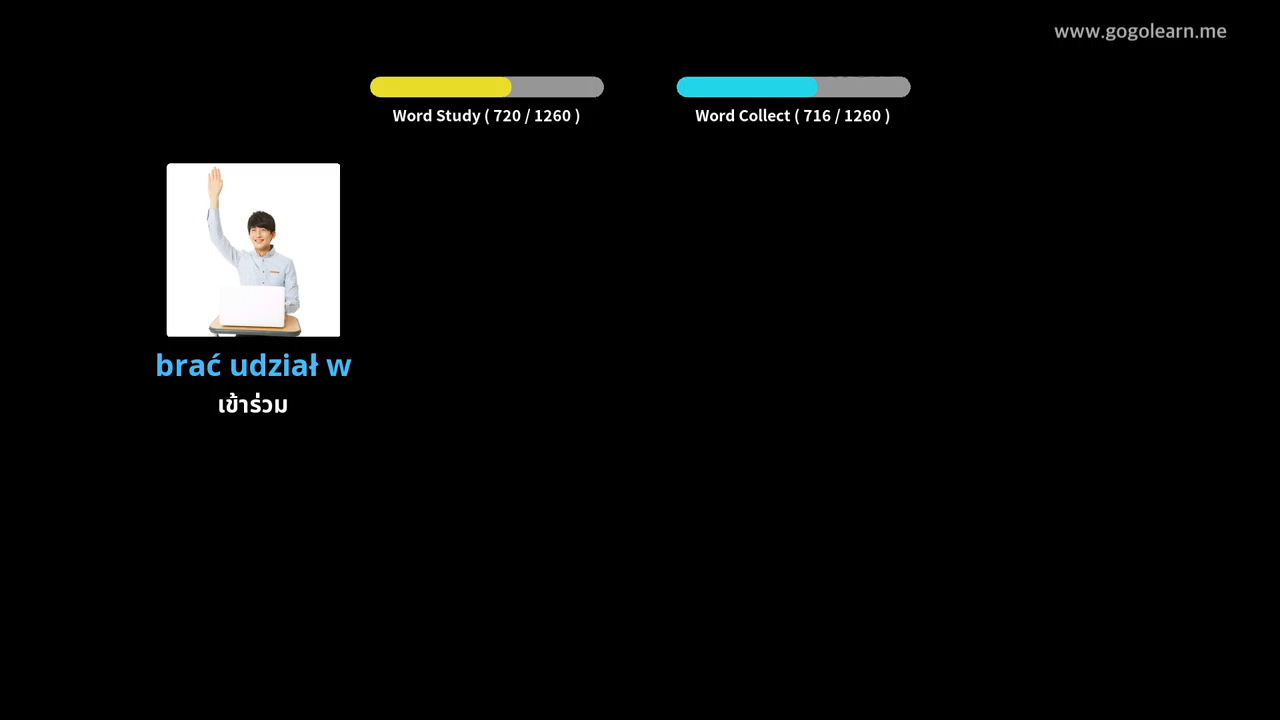 www.gogolearn.me
Word Study ( 720 / 1260 )
Word Collect ( 716 / 1260 )
brać udział w
เข้าร่วม